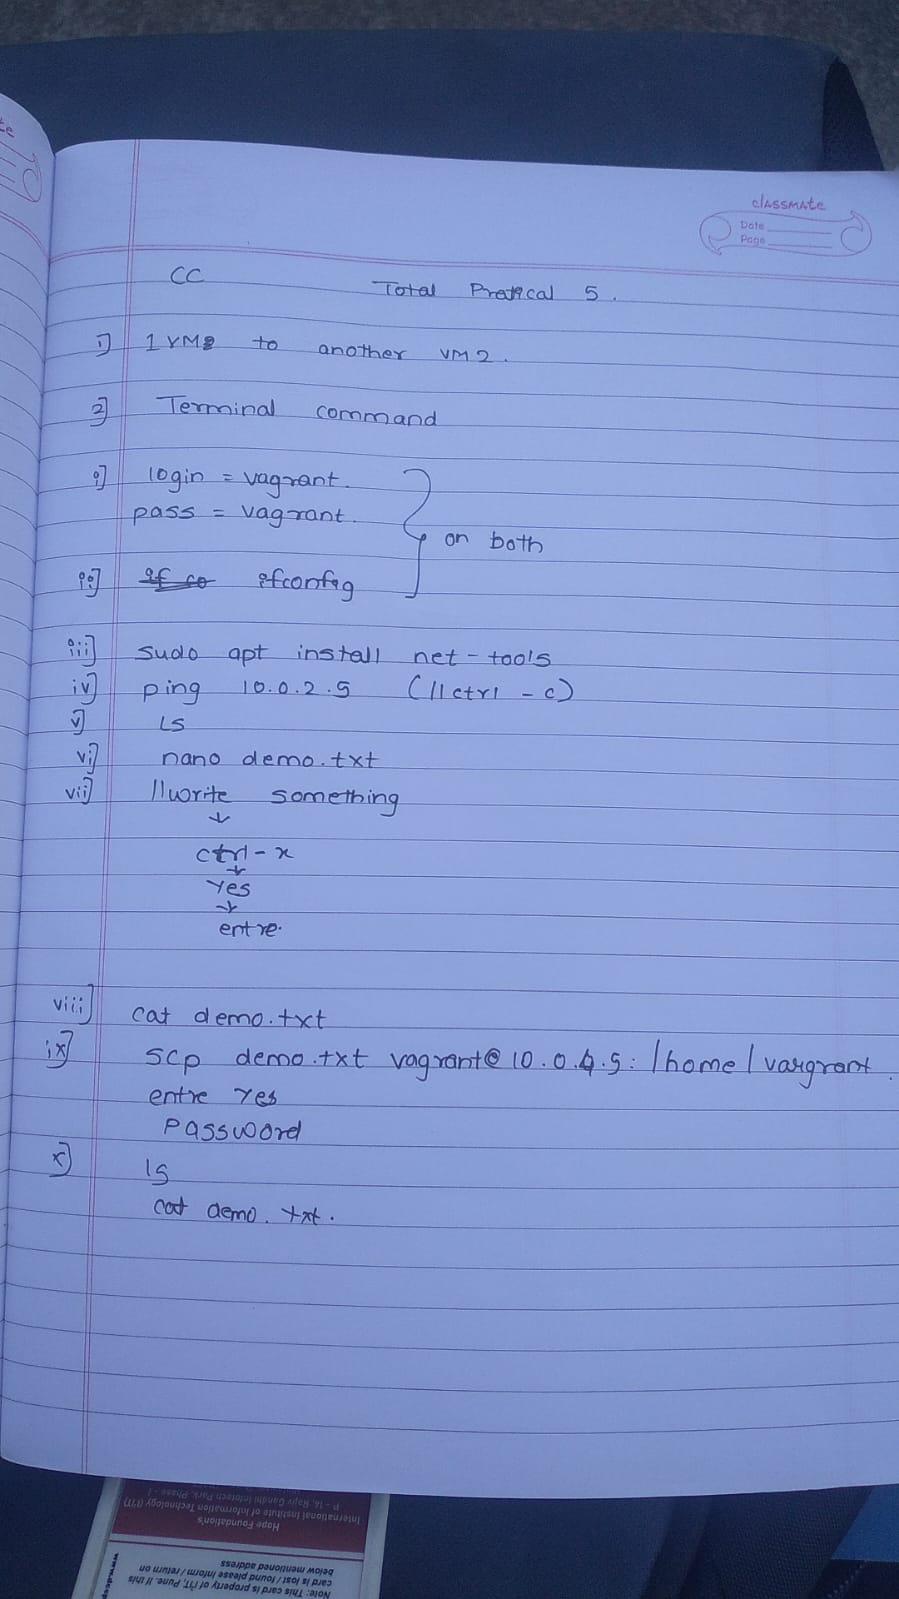 classmate
Date
Page
CC Total Pratical 5.
1] 1 VM to another VM 2.
2] Terminal command
i] login = vagrant.
pass = vagrant.
on both
ii] if co ifconfig
iii] sudo apt install net-tools
iv] ping 10.0.2.5 (//ctrl - c)
v] LS
vi] nano demo.txt
vii] //write something
↓
ctrl-x
↓
Yes
↓
entre.
viii] cat demo.txt
ix] scp demo.txt vagrant@10.0.4.5:/home/vargrant.
entre Yes
Password
x] ls
cat demo.txt.
Note: This card is property of I²IT, Pune. If this
card is lost / found please inform / return on
below mentioned address
Hope Foundation's
International Institute of Information Technology (I²IT)
P - 14, Rajiv Gandhi Infotech Park, Phase - 1